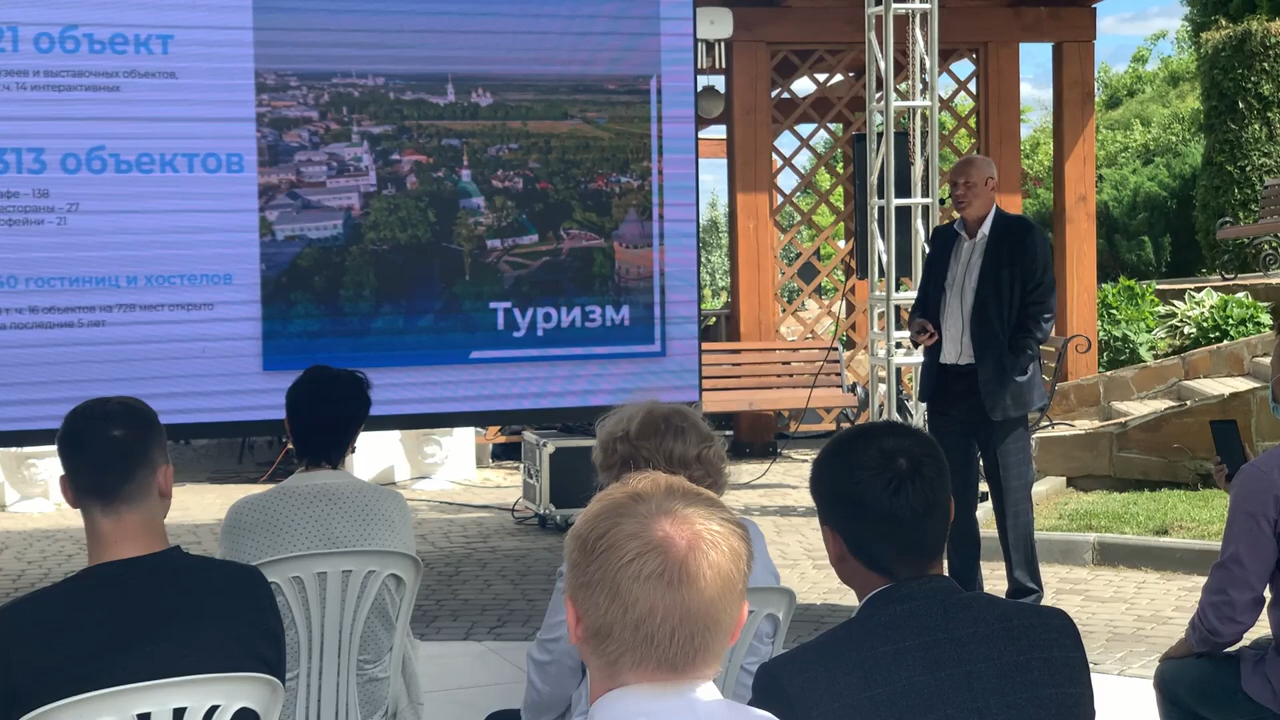 21 объект
узеев и выставочных объектов,
т.ч. 14 интерактивных
313 объектов
афе – 138
естораны – 27
офейни – 21
60 гостиниц и хостелов
т. ч. 16 объектов на 728 мест открыто
а последние 5 лет
Туризм